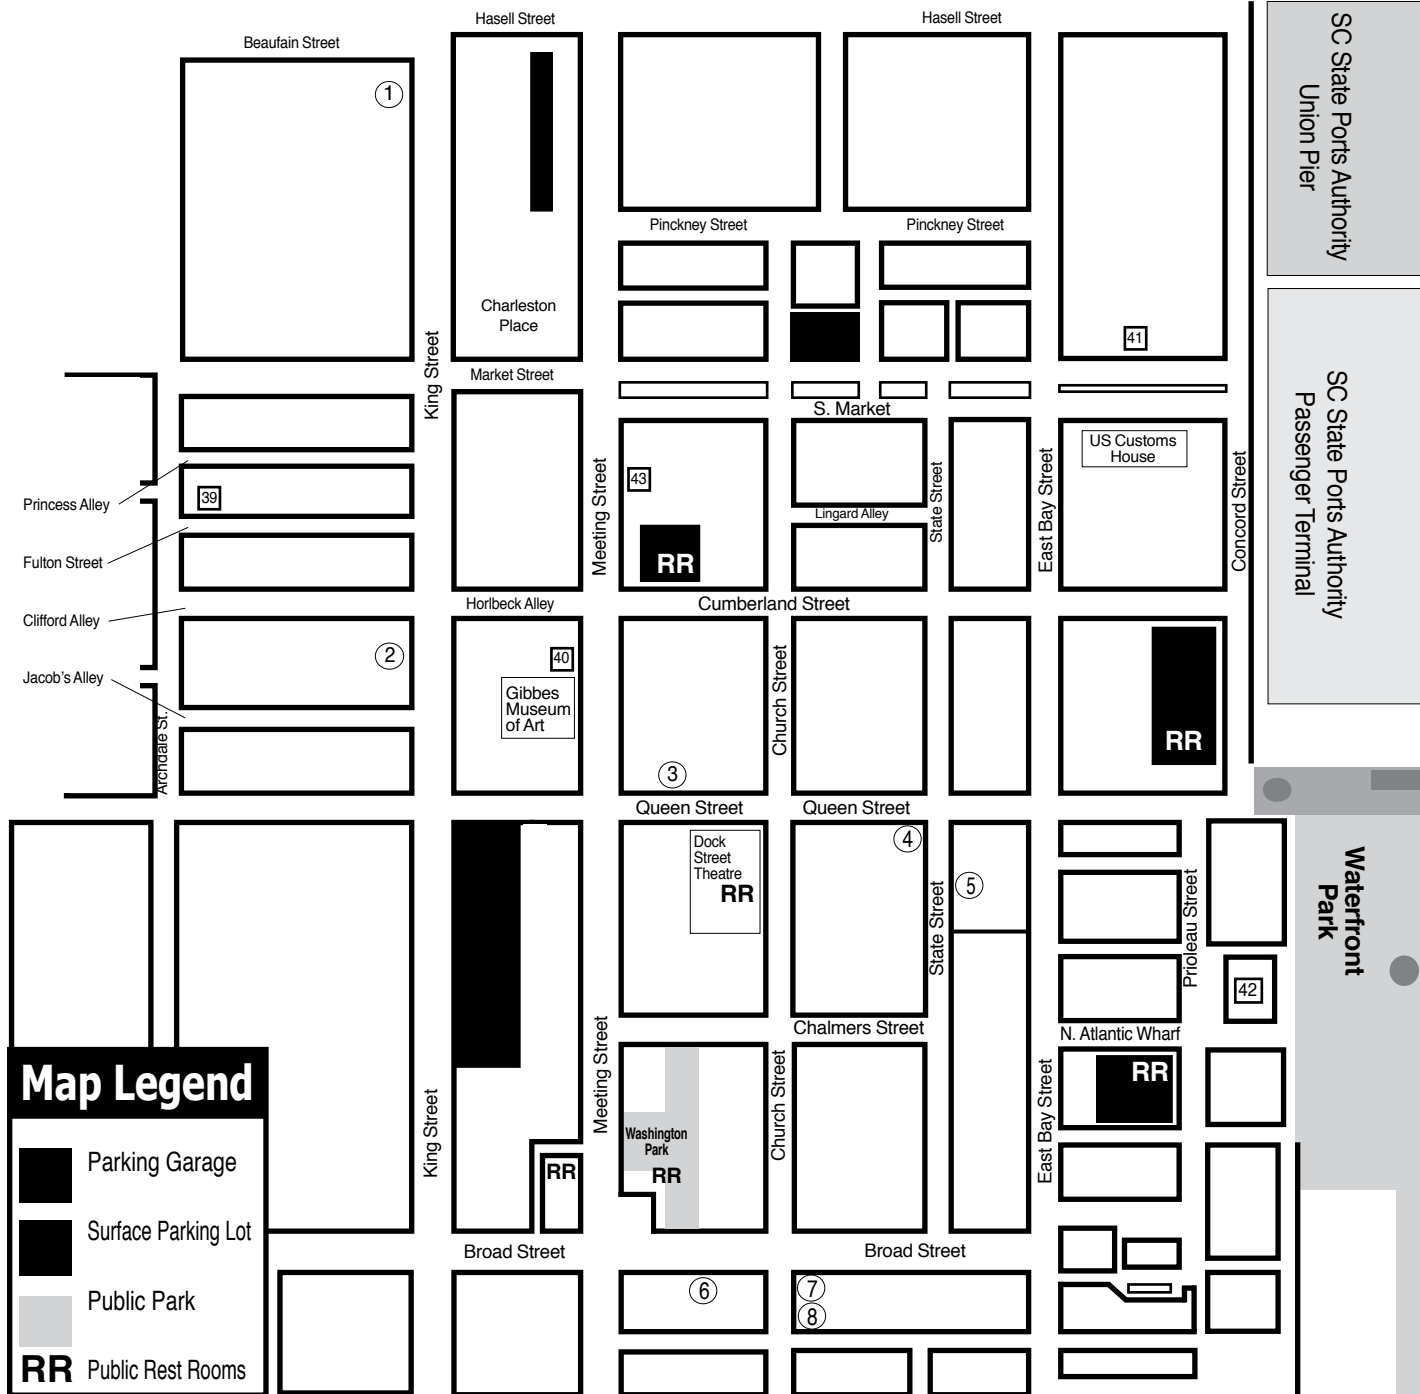 Hasell Street
Hasell Street
Beaufain Street
1
SC State Ports Authority
Union Pier
Pinckney Street
Pinckney Street
Charleston
Place
King Street
41
Market Street
SC State Ports Authority
Passenger Terminal
S. Market
US Customs
House
Meeting Street
43
State Street
East Bay Street
Concord Street
39
Princess Alley
Lingard Alley
RR
Fulton Street
Horlbeck Alley
Cumberland Street
Clifford Alley
2
40
Church Street
Jacob's Alley
Gibbes
Museum
of Art
Archdale St.
RR
3
Queen Street
Queen Street
Dock
Street
Theatre
RR
4
5
State Street
Prioleau Street
Waterfront
Park
42
Chalmers Street
N. Atlantic Wharf
Meeting Street
Church Street
East Bay Street
King Street
RR
Washington
Park
RR
RR
Map Legend
Parking Garage
Surface Parking Lot
Public Park
RR Public Rest Rooms
Broad Street
Broad Street
6
7
8